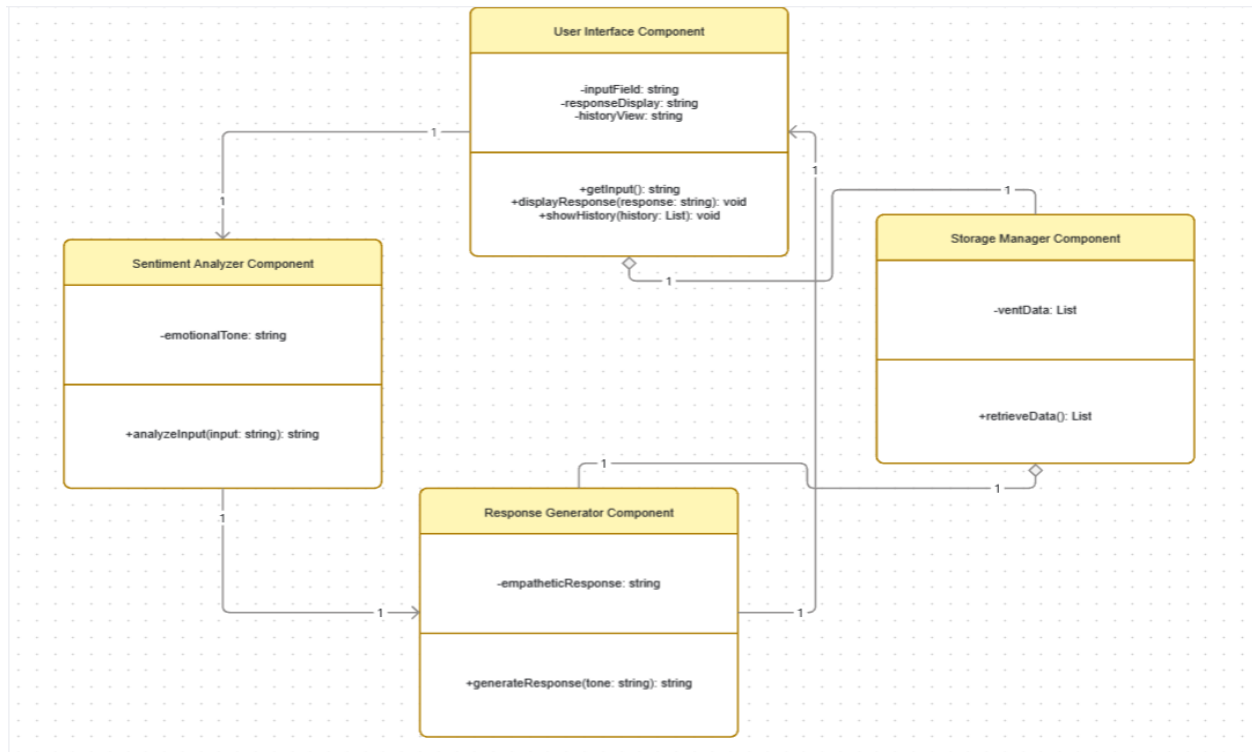 User Interface Component
-inputField: string
-responseDisplay: string
-historyView: string
+getInput(): string
+displayResponse(response: string): void
+showHistory(history: List): void
1
1
1
1
1
Sentiment Analyzer Component
-emotionalTone: string
+analyzeInput(input: string): string
Storage Manager Component
-ventData: List
+retrieveData(): List
1
1
1
1
1
Response Generator Component
-empatheticResponse: string
+generateResponse(tone: string): string